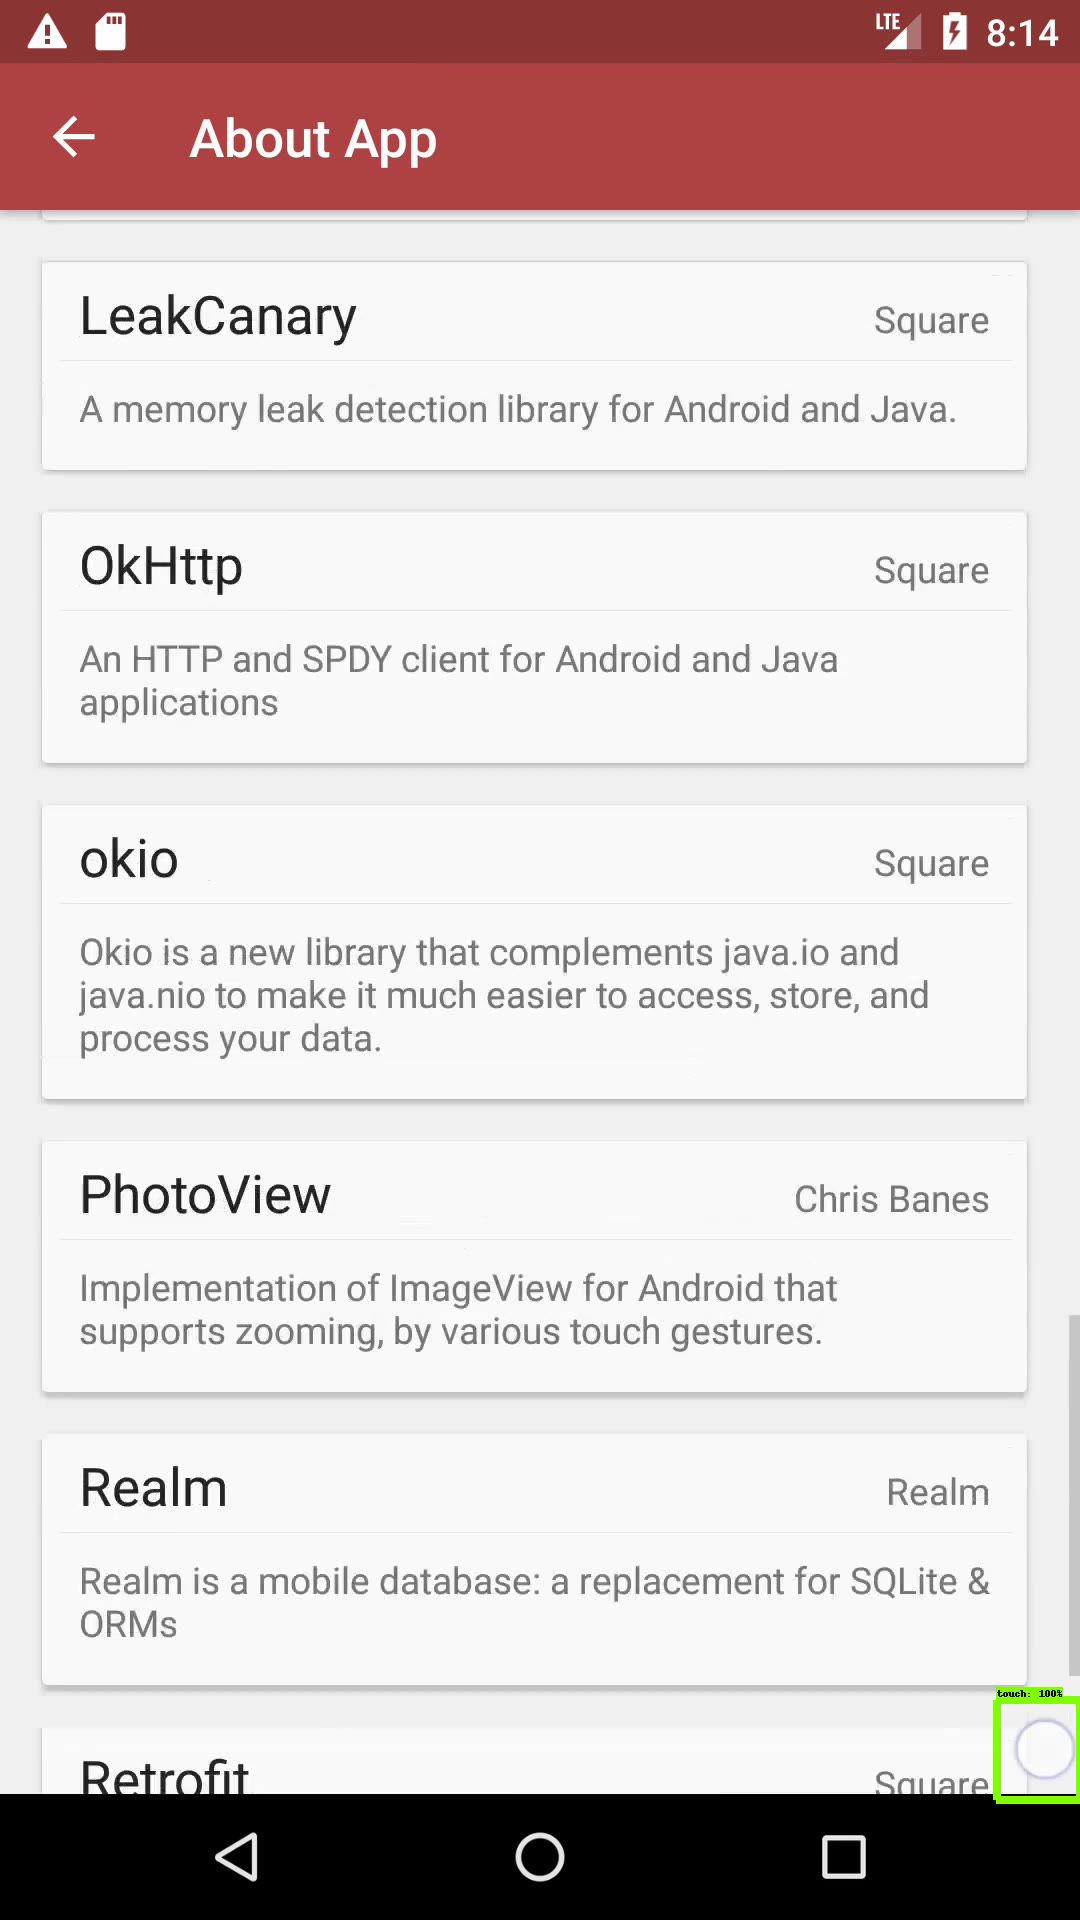 LTE 8:14
About App
LeakCanary Square
A memory leak detection library for Android and Java.
OkHttp Square
An HTTP and SPDY client for Android and Java
applications
okio Square
Okio is a new library that complements java.io and
java.nio to make it much easier to access, store, and
process your data.
PhotoView Chris Banes
Implementation of ImageView for Android that
supports zooming, by various touch gestures.
Realm Realm
Realm is a mobile database: a replacement for SQLite &
ORMs
touch: 100%
Retrofit Square